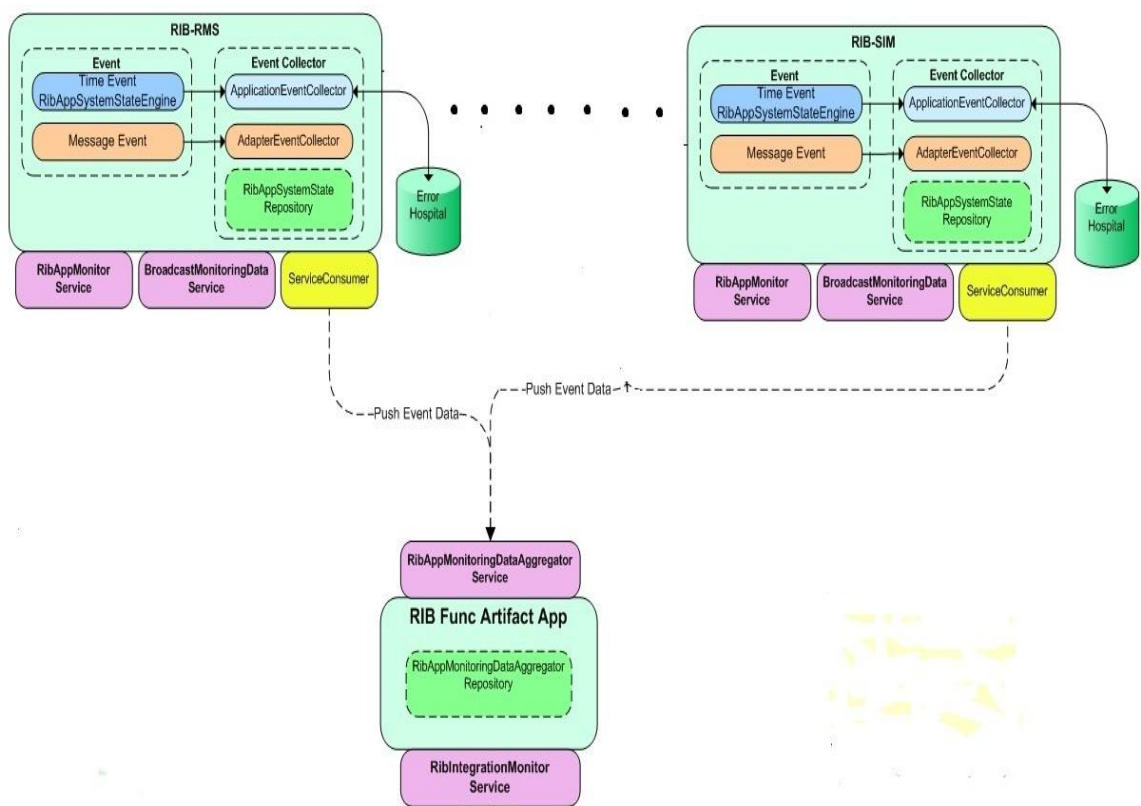 RIB-RMS
Event
Time Event
RibAppSystemStateEngine
Message Event
Event Collector
ApplicationEventCollector
AdapterEventCollector
RibAppSystemState
Repository
Error
Hospital
RibAppMonitor
Service
BroadcastMonitoringData
Service
ServiceConsumer
RIB-SIM
Event
Time Event
RibAppSystemStateEngine
Message Event
Event Collector
ApplicationEventCollector
AdapterEventCollector
RibAppSystemState
Repository
Error
Hospital
RibAppMonitor
Service
BroadcastMonitoringData
Service
ServiceConsumer
Push Event Data
Push Event Data
RibAppMonitoringDataAggregator
Service
RIB Func Artifact App
RibAppMonitoringDataAggregator
Repository
RibIntegrationMonitor
Service